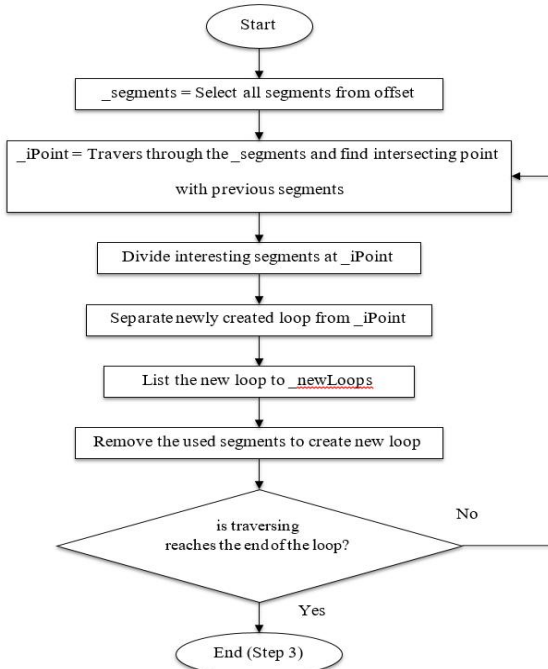 Start
_segments = Select all segments from offset
_iPoint = Travers through the _segments and find intersecting point
with previous segments
Divide interesting segments at _iPoint
Separate newly created loop from _iPoint
List the new loop to _newLoops
Remove the used segments to create new loop
is traversing
reaches the end of the loop?
No
Yes
End (Step 3)